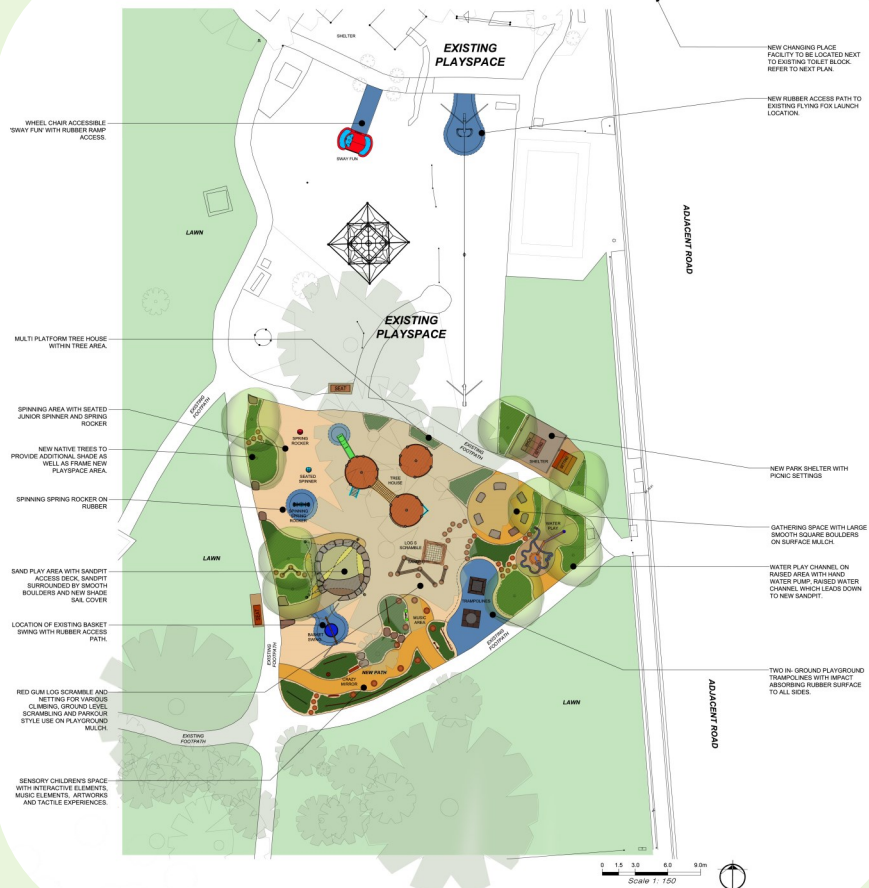 SHELTER
EXISTING
PLAYSPACE
NEW CHANGING PLACE
FACILITY TO BE LOCATED NEXT
TO EXISTING TOILET BLOCK.
REFER TO NEXT PLAN.
NEW RUBBER ACCESS PATH TO
EXISTING FLYING FOX LAUNCH
LOCATION.
WHEEL CHAIR ACCESSIBLE
'SWAY FUN' WITH RUBBER RAMP
ACCESS.
SWAY FUN
LAWN
ADJACENT ROAD
EXISTING
PLAYSPACE
MULTI PLATFORM TREE HOUSE
WITHIN TREE AREA.
SEAT
EXISTING
FOOTPATH
SPINNING AREA WITH SEATED
JUNIOR SPINNER AND SPRING
ROCKER
SPRING
ROCKER
EXISTING
FOOTPATH
SHELTER
NEW NATIVE TREES TO
PROVIDE ADDITIONAL SHADE AS
WELL AS FRAME NEW
PLAYSPACE AREA.
SEATED
SPINNER
TREE
HOUSE
NEW PARK SHELTER WITH
PICNIC SETTINGS
SPINNING SPRING ROCKER ON
RUBBER
SPINNING
SPRING
ROCKER
WATER
PLAY
GATHERING SPACE WITH LARGE
SMOOTH SQUARE BOULDERS
ON SURFACE MULCH.
LAWN
LOG S
SCRAMBLE
SAND PLAY AREA WITH SANDPIT
ACCESS DECK, SANDPIT
SURROUNDED BY SMOOTH
BOULDERS AND NEW SHADE
SAIL COVER
WATER PLAY CHANNEL ON
RAISED AREA WITH HAND
WATER PUMP, RAISED WATER
CHANNEL WHICH LEADS DOWN
TO NEW SANDPIT.
TRAMPOLINES
LOCATION OF EXISTING BASKET
SWING WITH RUBBER ACCESS
PATH.
MUSIC
AREA
BASKET
SWING
EXISTING
FOOTPATH
NEW PATH
CRAZY
MIRROR
TWO IN- GROUND PLAYGROUND
TRAMPOLINES WITH IMPACT
ABSORBING RUBBER SURFACE
TO ALL SIDES.
RED GUM LOG SCRAMBLE AND
NETTING FOR VARIOUS
CLIMBING, GROUND LEVEL
SCRAMBLING AND PARKOUR
STYLE USE ON PLAYGROUND
MULCH.
LAWN
ADJACENT ROAD
EXISTING
FOOTPATH
SENSORY CHILDREN'S SPACE
WITH INTERACTIVE ELEMENTS,
MUSIC ELEMENTS, ARTWORKS
AND TACTILE EXPERIENCES.
0 1.5 3.0 6.0 9.0m
Scale 1: 150